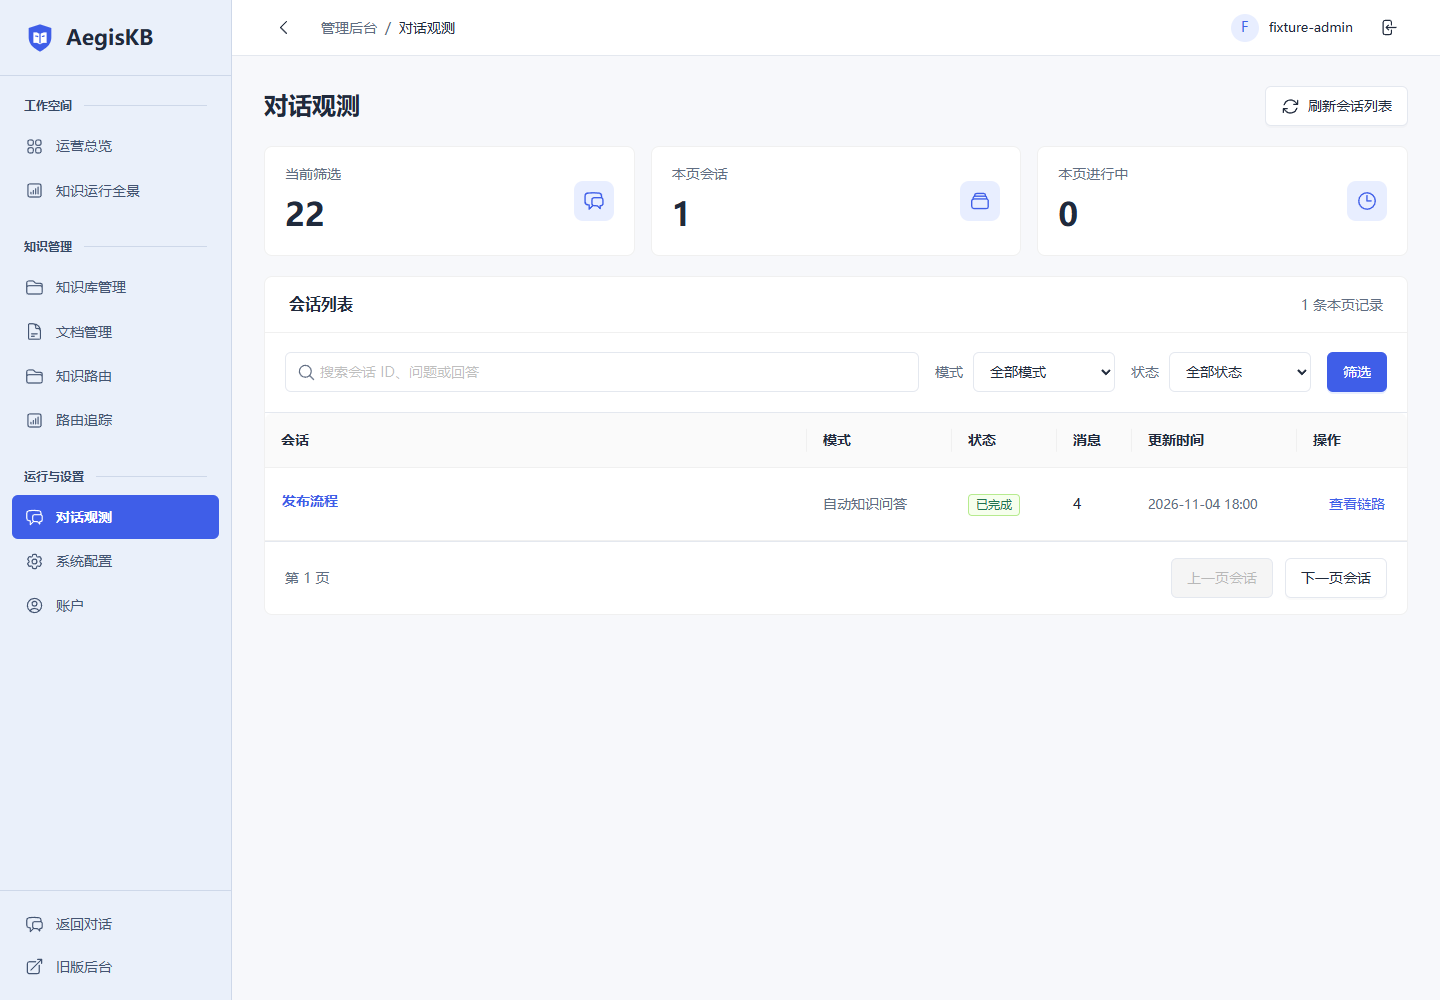 AegisKB
工作空间
运营总览
知识运行全景
知识管理
知识库管理
文档管理
知识路由
路由追踪
运行与设置
对话观测
系统配置
账户
返回对话
旧版后台
管理后台 / 对话观测
F fixture-admin
对话观测
刷新会话列表
当前筛选
22
本页会话
1
本页进行中
0
会话列表
1 条本页记录
搜索会话 ID、问题或回答
模式 全部模式
状态 全部状态
筛选
会话 模式 状态 消息 更新时间 操作
发布流程 自动知识问答 已完成 4 2026-11-04 18:00 查看链路
第 1 页
上一页会话
下一页会话